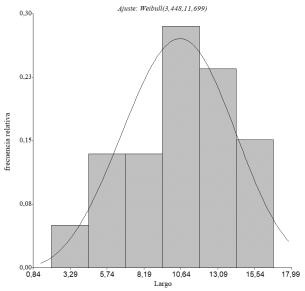 Ajuste: Weibull(3,448,11,699)
0,30
0,23
0,15
0,08
0,00
frecuencia relativa
0,84 3,29 5,74 8,19 10,64 13,09 15,54 17,99
Largo